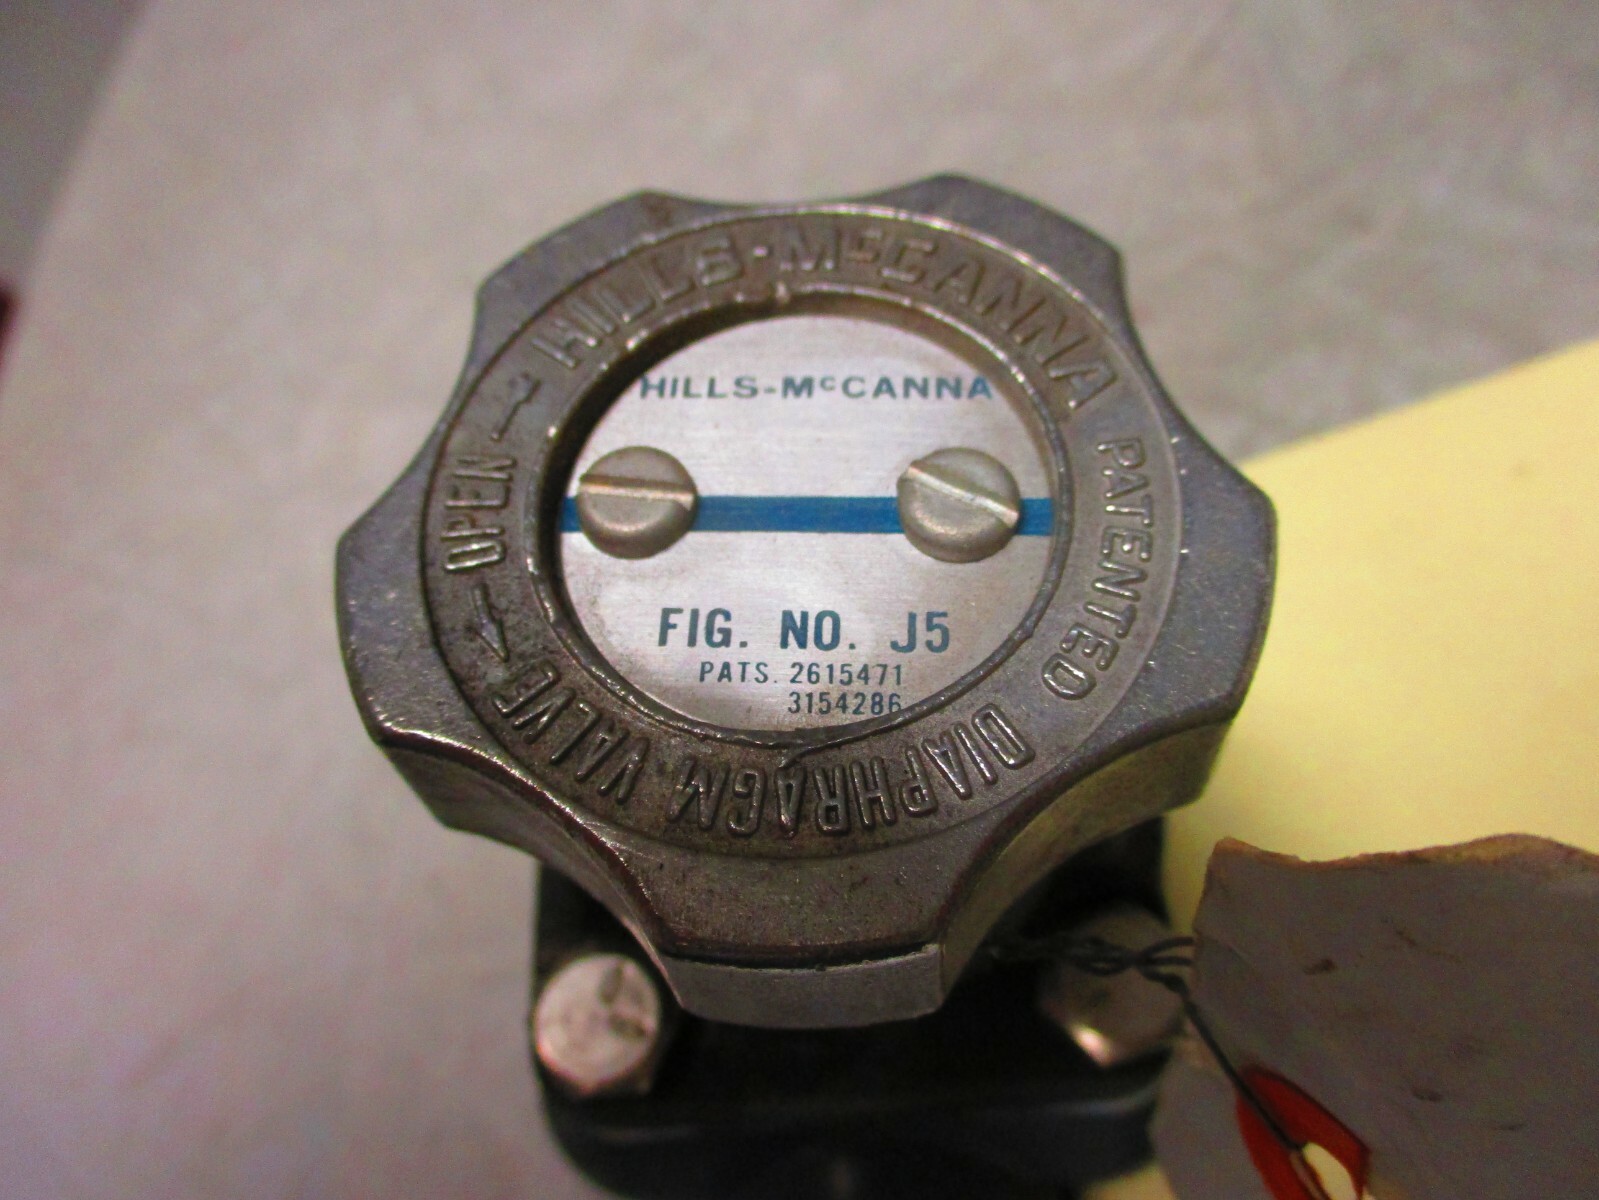 HILLS-McCANNA
PATENTED
DIAPHRAGM VALVE
OPEN
HILLS-McCANNA
FIG. NO. J5
PATS. 2615471
3154286